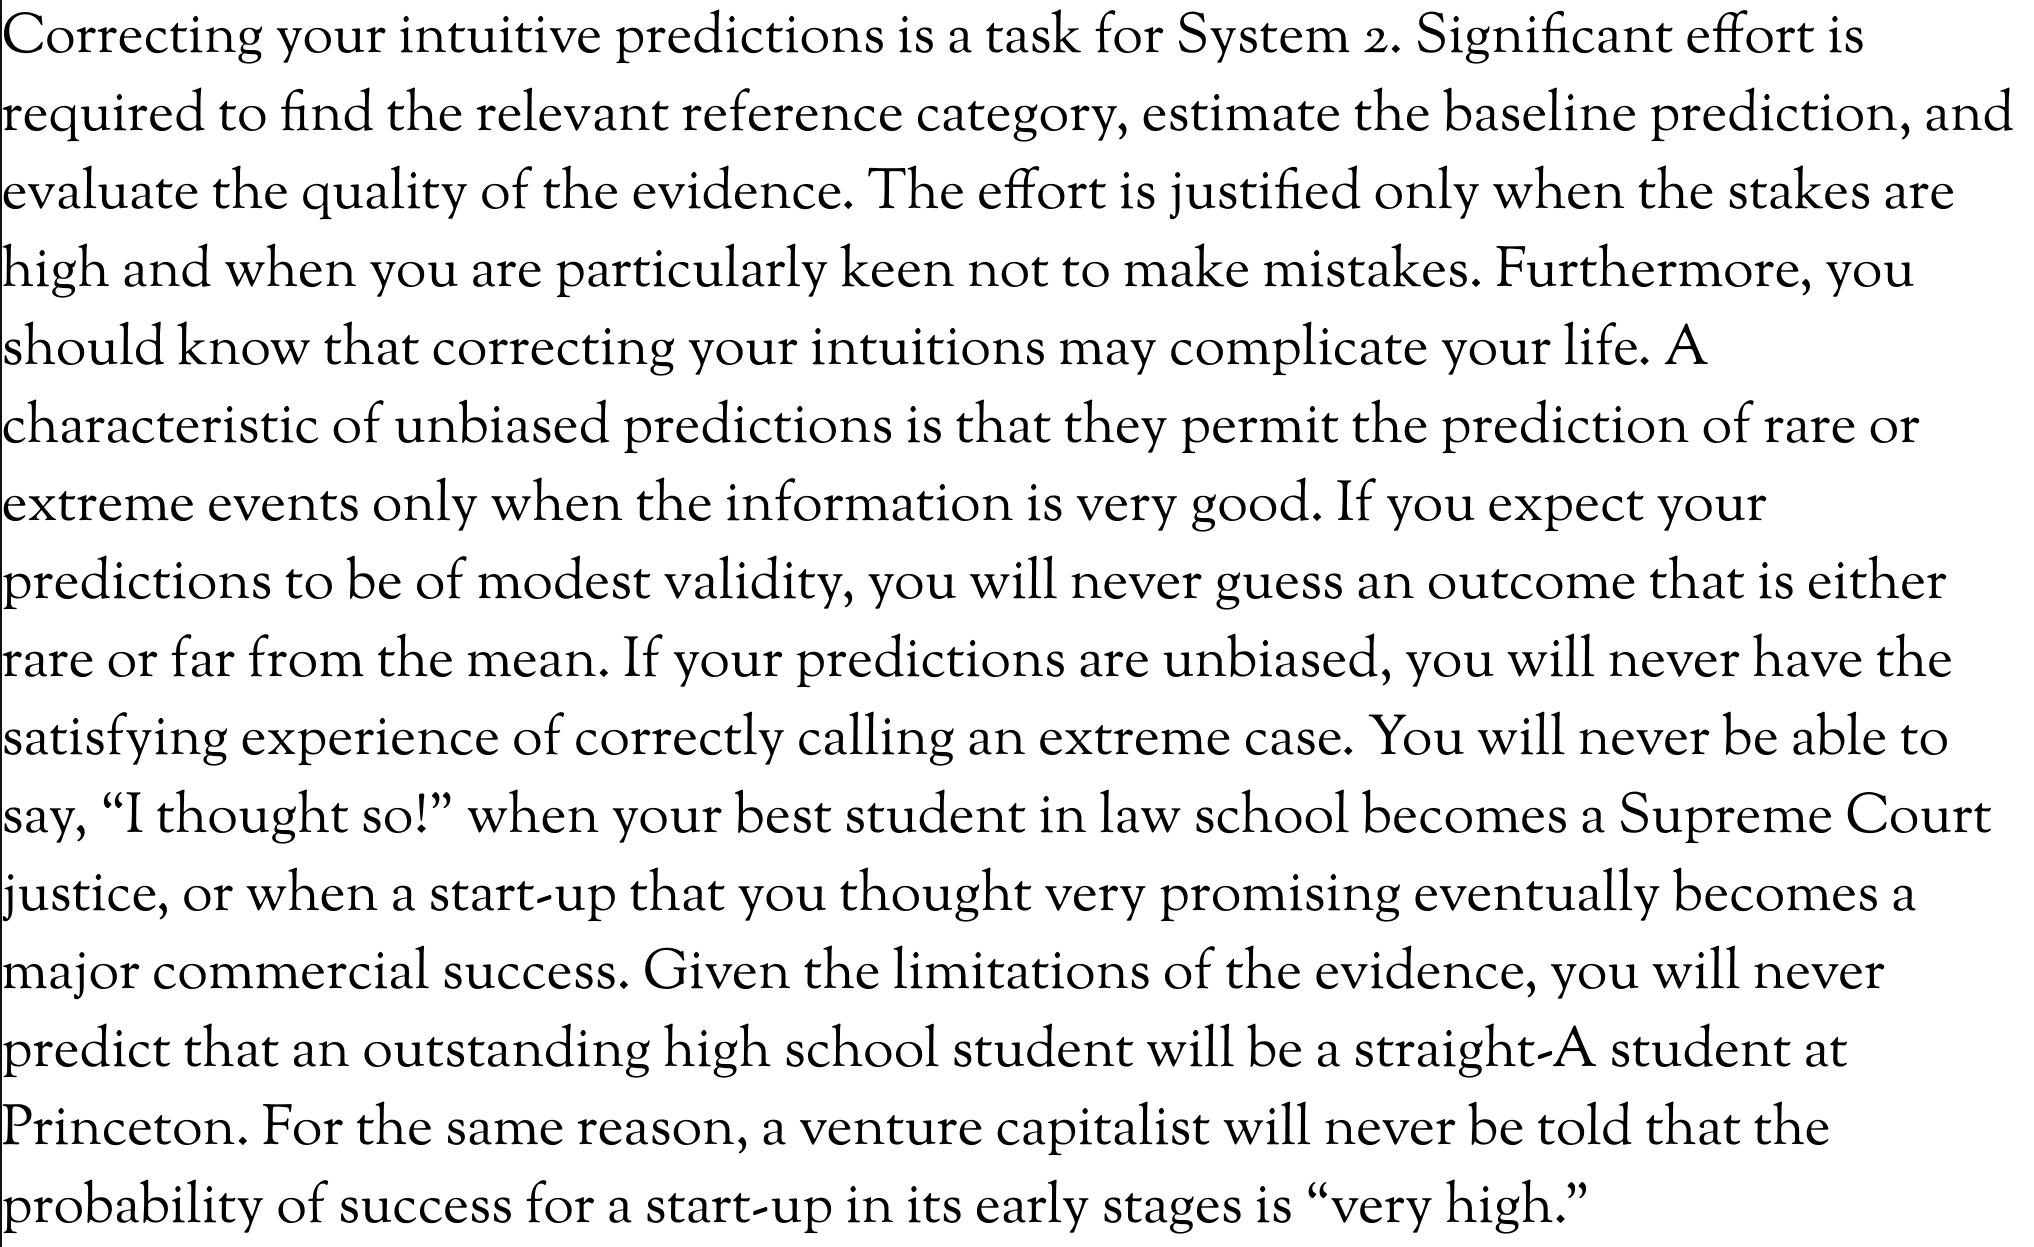 Correcting your intuitive predictions is a task for System 2. Significant effort is
required to find the relevant reference category, estimate the baseline prediction, and
evaluate the quality of the evidence. The effort is justified only when the stakes are
high and when you are particularly keen not to make mistakes. Furthermore, you
should know that correcting your intuitions may complicate your life. A
characteristic of unbiased predictions is that they permit the prediction of rare or
extreme events only when the information is very good. If you expect your
predictions to be of modest validity, you will never guess an outcome that is either
rare or far from the mean. If your predictions are unbiased, you will never have the
satisfying experience of correctly calling an extreme case. You will never be able to
say, “I thought so!” when your best student in law school becomes a Supreme Court
justice, or when a start-up that you thought very promising eventually becomes a
major commercial success. Given the limitations of the evidence, you will never
predict that an outstanding high school student will be a straight-A student at
Princeton. For the same reason, a venture capitalist will never be told that the
probability of success for a start-up in its early stages is “very high.”